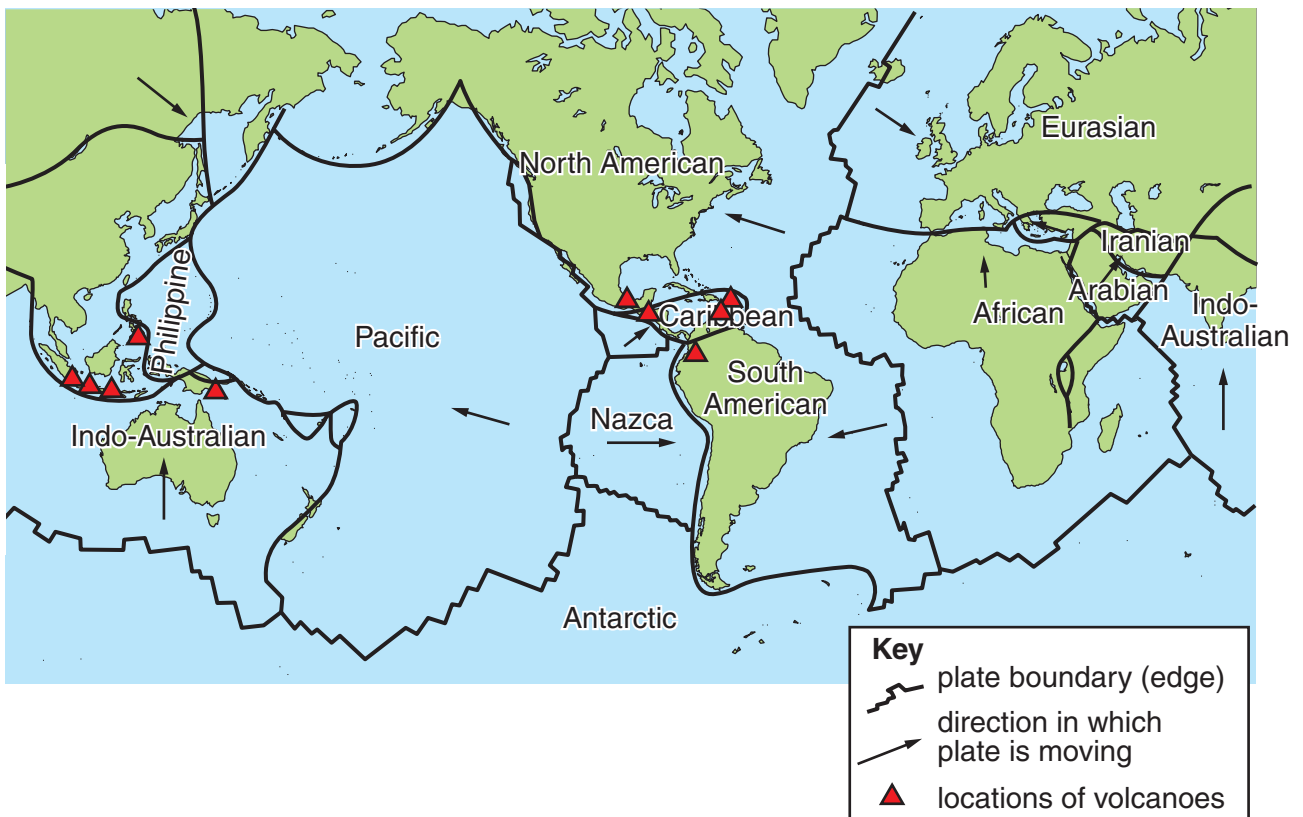 Eurasian
North American
Iranian
Philippine
Arabian
Indo-
Australian
African
Caribbean
Pacific
South
American
Nazca
Indo-Australian
Antarctic
Key
plate boundary (edge)
direction in which
plate is moving
locations of volcanoes